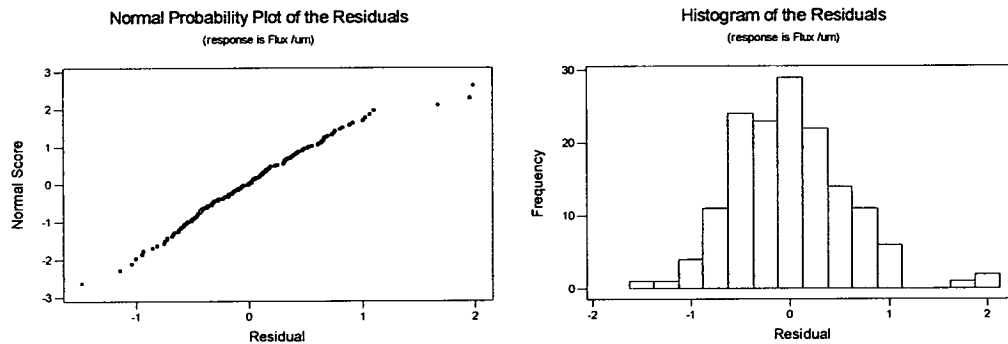 Normal Probability Plot of the Residuals
(response is Flux /um)
3
2
1
0
-1
-2
-3
Normal Score
-1
0
1
2
Residual
Histogram of the Residuals
(response is Flux /um)
30
20
10
0
Frequency
-2
-1
0
1
2
Residual